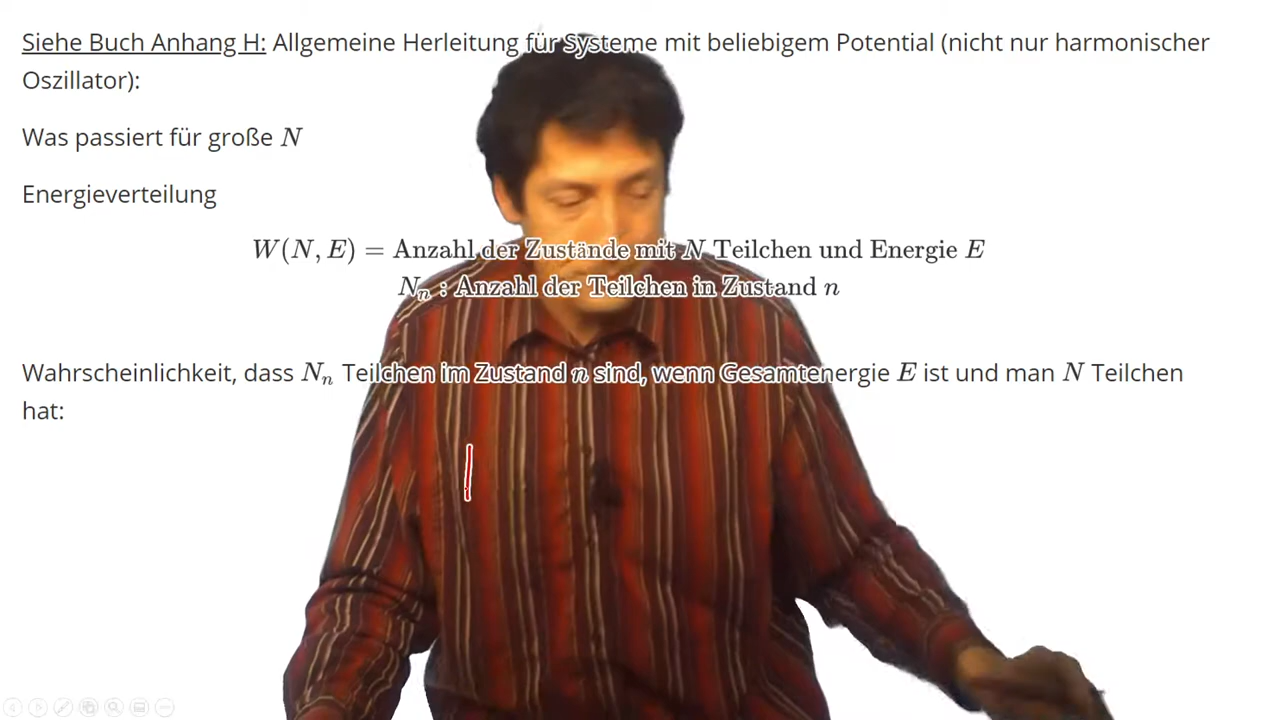 Siehe Buch Anhang H: Allgemeine Herleitung für Systeme mit beliebigem Potential (nicht nur harmonischer
Oszillator):
Was passiert für große N
Energieverteilung
W(N, E) = Anzahl der Zustände mit N Teilchen und Energie E
Nₙ : Anzahl der Teilchen in Zustand n
Wahrscheinlichkeit, dass Nₙ Teilchen im Zustand n sind, wenn Gesamtenergie E ist und man N Teilchen
hat: